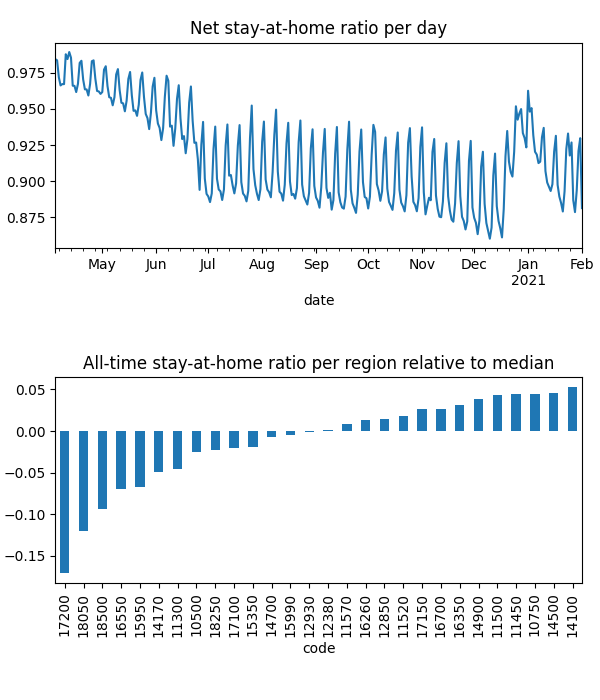 Net stay-at-home ratio per day
0.975
0.950
0.925
0.900
0.875
May Jun Jul Aug Sep Oct Nov Dec Jan Feb
2021
date
All-time stay-at-home ratio per region relative to median
0.05
0.00
−0.05
−0.10
−0.15
17200 18050 18500 16550 15950 14170 11300 10500 18250 17100 15350 14700 15990 12930 12380 11570 16260 12850 11520 17150 16700 16350 14900 11500 11450 10750 14500 14100
code